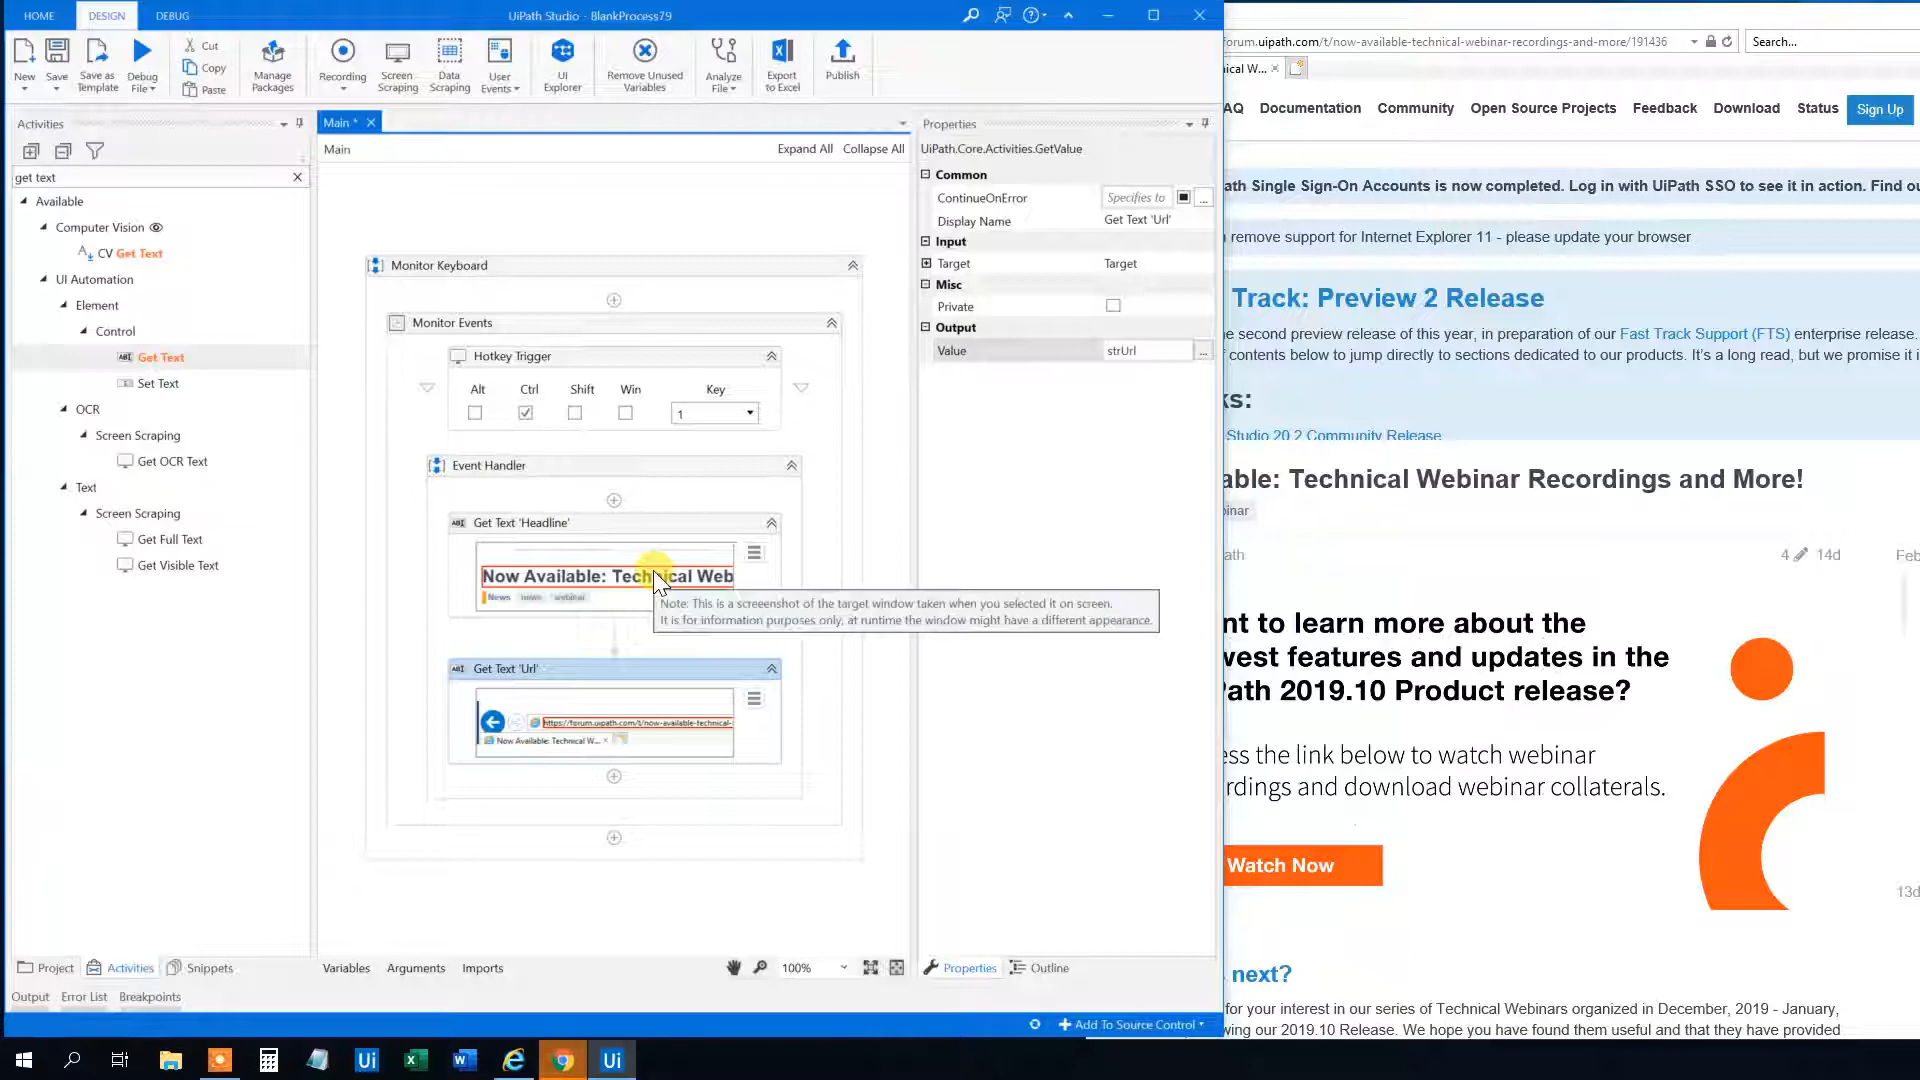 HOME DESIGN DEBUG UiPath Studio - BlankProcess79
New Save Save as Template Debug File Cut Copy Paste Manage Packages Recording Screen Scraping Data Scraping User Events UI Explorer Remove Unused Variables Analyze File Export to Excel Publish
Activities
get text
Available
Computer Vision
CV Get Text
UI Automation
Element
Control
Get Text
Set Text
OCR
Screen Scraping
Get OCR Text
Text
Screen Scraping
Get Full Text
Get Visible Text
Project Activities Snippets
Output Error List Breakpoints
Main *
Main Expand All Collapse All
Monitor Keyboard
Monitor Events
Hotkey Trigger
Alt Ctrl Shift Win Key
1
Event Handler
Get Text 'Headline'
Now Available: Technical Web
News news webinar
Note: This is a screenshot of the target window taken when you selected it on screen.
It is for information purposes only, at runtime the window might have a different appearance.
Get Text 'Url'
https://forum.uipath.com/t/now-available-technical-
Now Available: Technical W...
Variables Arguments Imports 100%
Properties
UiPath.Core.Activities.GetValue
Common
ContinueOnError Specifies to ...
Display Name Get Text 'Url'
Input
Target Target
Misc
Private
Output
Value strUrl ...
Properties Outline
Add To Source Control
forum.uipath.com/t/now-available-technical-webinar-recordings-and-more/191436 Search...
ical W...
AQ Documentation Community Open Source Projects Feedback Download Status Sign Up
ath Single Sign-On Accounts is now completed. Log in with UiPath SSO to see it in action. Find ou
remove support for Internet Explorer 11 - please update your browser
Track: Preview 2 Release
e second preview release of this year, in preparation of our Fast Track Support (FTS) enterprise release.
f contents below to jump directly to sections dedicated to our products. It's a long read, but we promise it i
ks:
Studio 20.2 Community Release
able: Technical Webinar Recordings and More!
inar
ath 4 14d Feb
nt to learn more about the
west features and updates in the
Path 2019.10 Product release?
ess the link below to watch webinar
rdings and download webinar collaterals.
Watch Now
13d
next?
for your interest in our series of Technical Webinars organized in December, 2019 - January,
wing our 2019.10 Release. We hope you have found them useful and that they have provided
Ui Ui